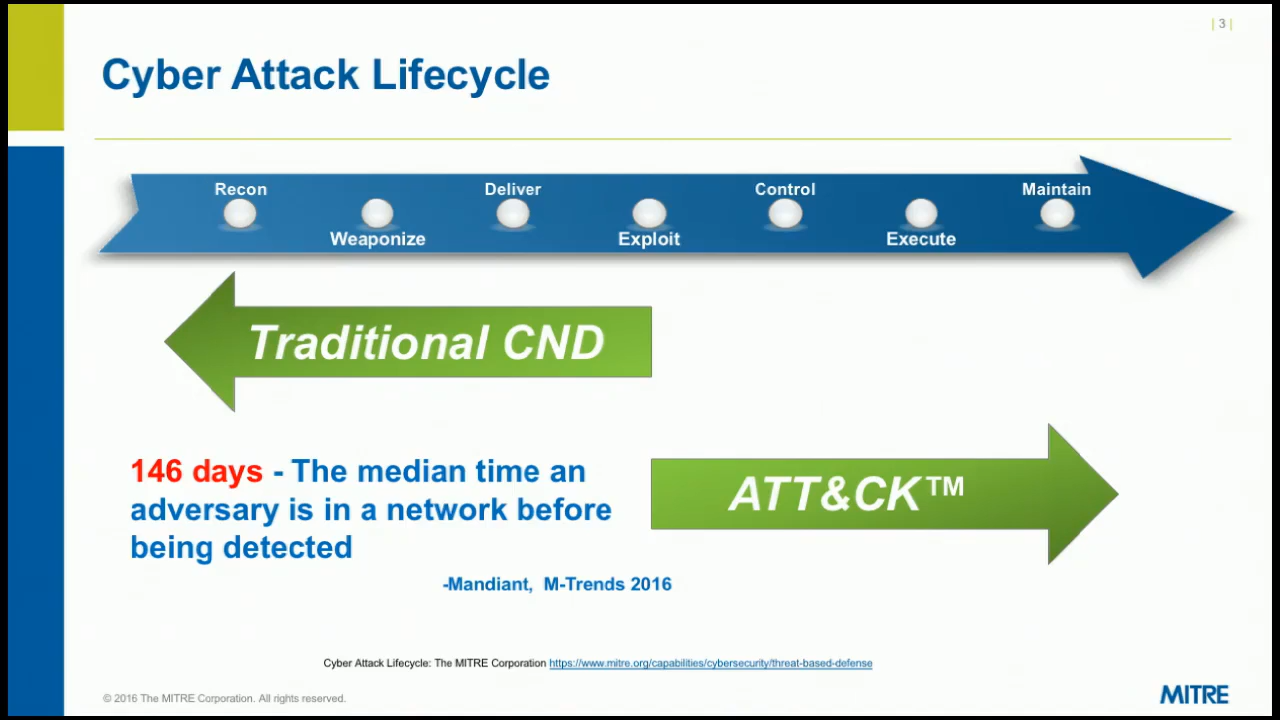 | 3 |
Cyber Attack Lifecycle
Recon
Weaponize
Deliver
Exploit
Control
Execute
Maintain
Traditional CND
146 days - The median time an
adversary is in a network before
being detected
-Mandiant, M-Trends 2016
ATT&CK™
Cyber Attack Lifecycle: The MITRE Corporation https://www.mitre.org/capabilities/cybersecurity/threat-based-defense
© 2016 The MITRE Corporation. All rights reserved.
MITRE